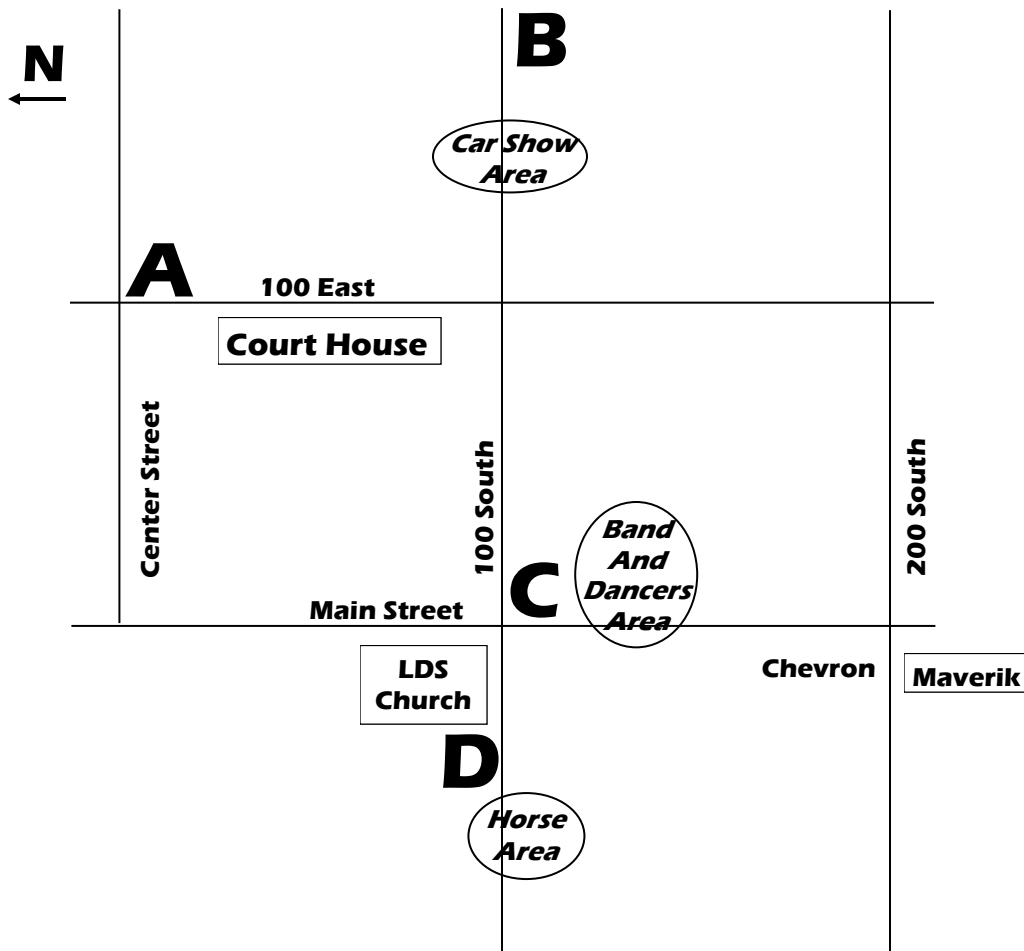 B
N
Car Show
Area
A
100 East
Court House
Center Street
100 South
200 South
Band
And
Dancers
Area
C
Main Street
LDS
Church
Chevron
Maverik
D
Horse
Area